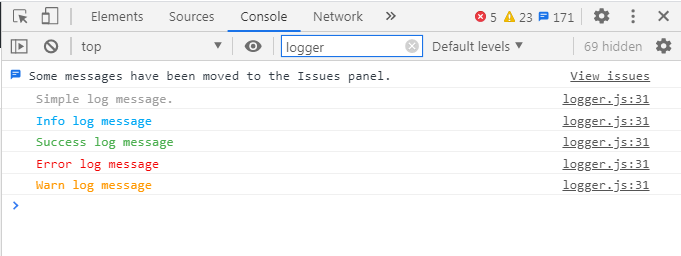 Elements Sources Console Network » 5 23 171
top logger Default levels 69 hidden
Some messages have been moved to the Issues panel. View issues
Simple log message. logger.js:31
Info log message logger.js:31
Success log message logger.js:31
Error log message logger.js:31
Warn log message logger.js:31
>